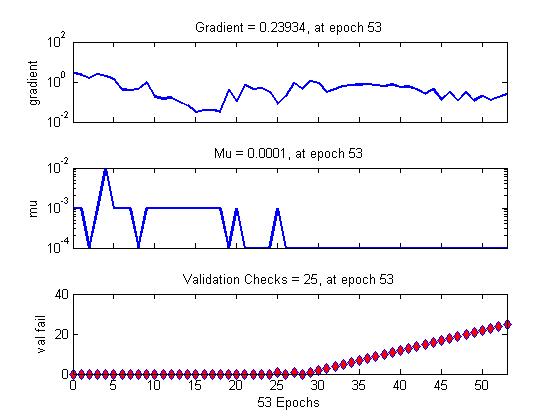 Gradient = 0.23934, at epoch 53
10^2
10^0
10^-2
gradient
Mu = 0.0001, at epoch 53
10^-2
10^-3
10^-4
mu
Validation Checks = 25, at epoch 53
40
20
0
val fail
0 5 10 15 20 25 30 35 40 45 50
53 Epochs